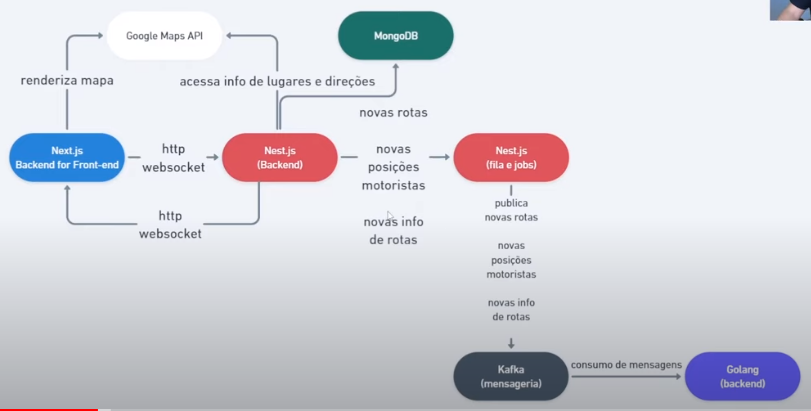 Google Maps API
MongoDB
renderiza mapa
acessa info de lugares e direções
novas rotas
Next.js
Backend for Front-end
http
websocket
Nest.js
(Backend)
novas
posições
motoristas
Nest.js
(fila e jobs)
http
websocket
novas info
de rotas
publica
novas rotas
novas
posições
motoristas
novas info
de rotas
Kafka
(mensageria)
consumo de mensagens
Golang
(backend)